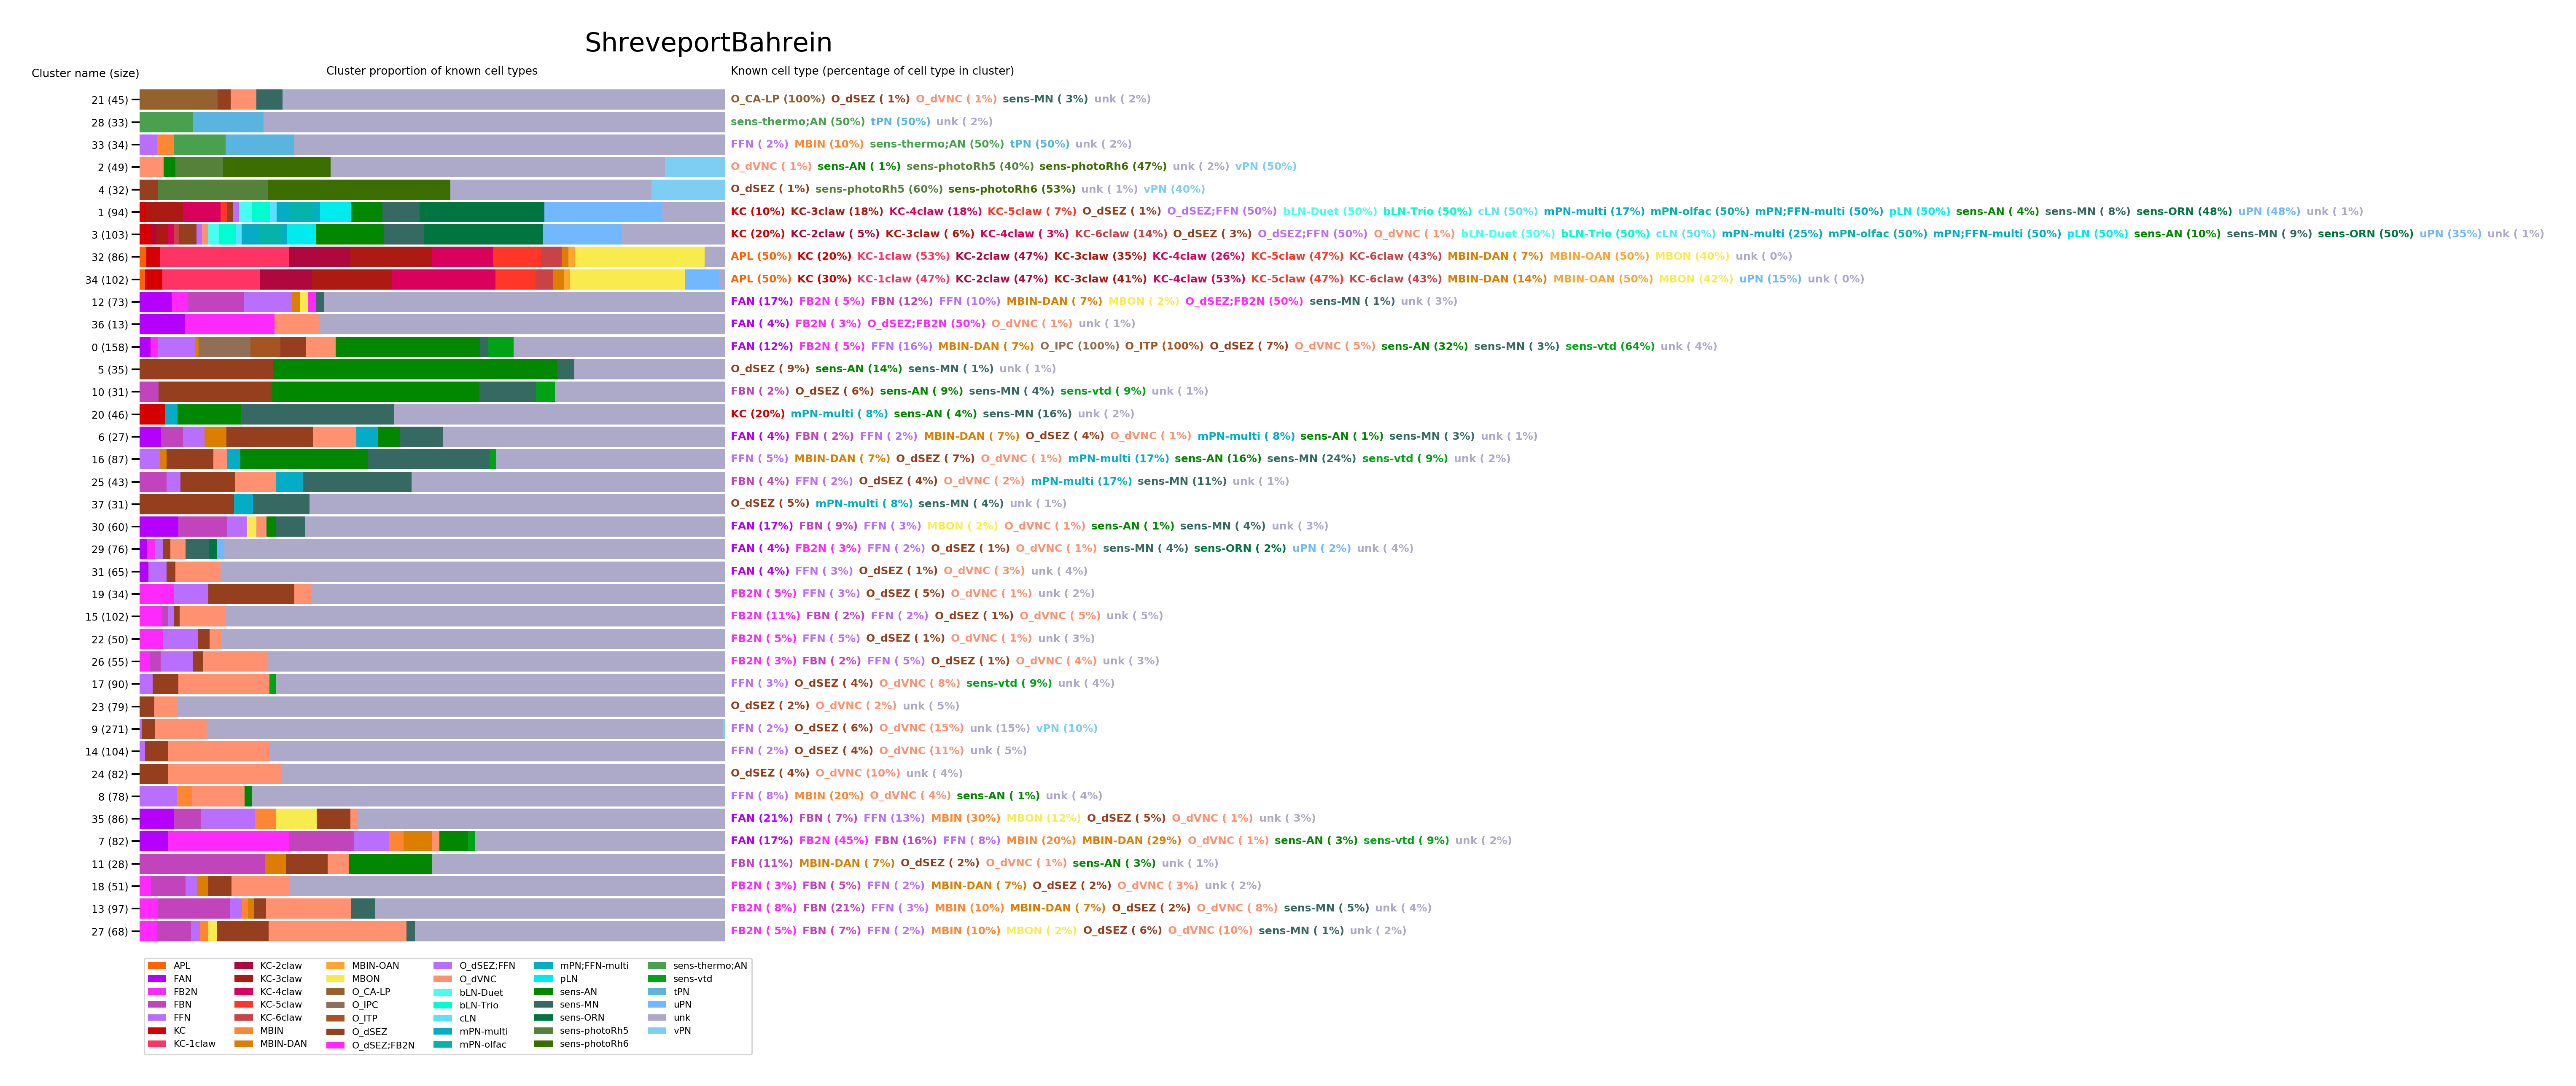 ShreveportBahrein
Cluster name (size) Cluster proportion of known cell types Known cell type (percentage of cell type in cluster)
21 (45) O_CA-LP (100%) O_dSEZ ( 1%) O_dVNC ( 1%) sens-MN ( 3%) unk ( 2%)
28 (33) sens-thermo;AN (50%) tPN (50%) unk ( 2%)
33 (34) FFN ( 2%) MBIN (10%) sens-thermo;AN (50%) tPN (50%) unk ( 2%)
2 (49) O_dVNC ( 1%) sens-AN ( 1%) sens-photoRh5 (40%) sens-photoRh6 (47%) unk ( 2%) vPN (50%)
4 (32) O_dSEZ ( 1%) sens-photoRh5 (60%) sens-photoRh6 (53%) unk ( 1%) vPN (40%)
1 (94) KC (10%) KC-3claw (18%) KC-4claw (18%) KC-5claw ( 7%) O_dSEZ ( 1%) O_dSEZ;FFN (50%) bLN-Duet (50%) bLN-Trio (50%) cLN (50%) mPN-multi (17%) mPN-olfac (50%) mPN;FFN-multi (50%) pLN (50%) sens-AN ( 4%) sens-MN ( 8%) sens-ORN (48%) uPN (48%) unk ( 1%)
3 (103) KC (20%) KC-2claw ( 5%) KC-3claw ( 6%) KC-4claw ( 3%) KC-6claw (14%) O_dSEZ ( 3%) O_dSEZ;FFN (50%) O_dVNC ( 1%) bLN-Duet (50%) bLN-Trio (50%) cLN (50%) mPN-multi (25%) mPN-olfac (50%) mPN;FFN-multi (50%) pLN (50%) sens-AN (10%) sens-MN ( 9%) sens-ORN (50%) uPN (35%) unk ( 1%)
32 (86) APL (50%) KC (20%) KC-1claw (53%) KC-2claw (47%) KC-3claw (35%) KC-4claw (26%) KC-5claw (47%) KC-6claw (43%) MBIN-DAN ( 7%) MBIN-OAN (50%) MBON (40%) unk ( 0%)
34 (102) APL (50%) KC (30%) KC-1claw (47%) KC-2claw (47%) KC-3claw (41%) KC-4claw (53%) KC-5claw (47%) KC-6claw (43%) MBIN-DAN (14%) MBIN-OAN (50%) MBON (42%) uPN (15%) unk ( 0%)
12 (73) FAN (17%) FB2N ( 5%) FBN (12%) FFN (10%) MBIN-DAN ( 7%) MBON ( 2%) O_dSEZ;FB2N (50%) sens-MN ( 1%) unk ( 3%)
36 (13) FAN ( 4%) FB2N ( 3%) O_dSEZ;FB2N (50%) O_dVNC ( 1%) unk ( 1%)
0 (158) FAN (12%) FB2N ( 5%) FFN (16%) MBIN-DAN ( 7%) O_IPC (100%) O_ITP (100%) O_dSEZ ( 7%) O_dVNC ( 5%) sens-AN (32%) sens-MN ( 3%) sens-vtd (64%) unk ( 4%)
5 (35) O_dSEZ ( 9%) sens-AN (14%) sens-MN ( 1%) unk ( 1%)
10 (31) FBN ( 2%) O_dSEZ ( 6%) sens-AN ( 9%) sens-MN ( 4%) sens-vtd ( 9%) unk ( 1%)
20 (46) KC (20%) mPN-multi ( 8%) sens-AN ( 4%) sens-MN (16%) unk ( 2%)
6 (27) FAN ( 4%) FBN ( 2%) FFN ( 2%) MBIN-DAN ( 7%) O_dSEZ ( 4%) O_dVNC ( 1%) mPN-multi ( 8%) sens-AN ( 1%) sens-MN ( 3%) unk ( 1%)
16 (87) FFN ( 5%) MBIN-DAN ( 7%) O_dSEZ ( 7%) O_dVNC ( 1%) mPN-multi (17%) sens-AN (16%) sens-MN (24%) sens-vtd ( 9%) unk ( 2%)
25 (43) FBN ( 4%) FFN ( 2%) O_dSEZ ( 4%) O_dVNC ( 2%) mPN-multi (17%) sens-MN (11%) unk ( 1%)
37 (31) O_dSEZ ( 5%) mPN-multi ( 8%) sens-MN ( 4%) unk ( 1%)
30 (60) FAN (17%) FBN ( 9%) FFN ( 3%) MBON ( 2%) O_dVNC ( 1%) sens-AN ( 1%) sens-MN ( 4%) unk ( 3%)
29 (76) FAN ( 4%) FB2N ( 3%) FFN ( 2%) O_dSEZ ( 1%) O_dVNC ( 1%) sens-MN ( 4%) sens-ORN ( 2%) uPN ( 2%) unk ( 4%)
31 (65) FAN ( 4%) FFN ( 3%) O_dSEZ ( 1%) O_dVNC ( 3%) unk ( 4%)
19 (34) FB2N ( 5%) FFN ( 3%) O_dSEZ ( 5%) O_dVNC ( 1%) unk ( 2%)
15 (102) FB2N (11%) FBN ( 2%) FFN ( 2%) O_dSEZ ( 1%) O_dVNC ( 5%) unk ( 5%)
22 (50) FB2N ( 5%) FFN ( 5%) O_dSEZ ( 1%) O_dVNC ( 1%) unk ( 3%)
26 (55) FB2N ( 3%) FBN ( 2%) FFN ( 5%) O_dSEZ ( 1%) O_dVNC ( 4%) unk ( 3%)
17 (90) FFN ( 3%) O_dSEZ ( 4%) O_dVNC ( 8%) sens-vtd ( 9%) unk ( 4%)
23 (79) O_dSEZ ( 2%) O_dVNC ( 2%) unk ( 5%)
9 (271) FFN ( 2%) O_dSEZ ( 6%) O_dVNC (15%) unk (15%) vPN (10%)
14 (104) FFN ( 2%) O_dSEZ ( 4%) O_dVNC (11%) unk ( 5%)
24 (82) O_dSEZ ( 4%) O_dVNC (10%) unk ( 4%)
8 (78) FFN ( 8%) MBIN (20%) O_dVNC ( 4%) sens-AN ( 1%) unk ( 4%)
35 (86) FAN (21%) FBN ( 7%) FFN (13%) MBIN (30%) MBON (12%) O_dSEZ ( 5%) O_dVNC ( 1%) unk ( 3%)
7 (82) FAN (17%) FB2N (45%) FBN (16%) FFN ( 8%) MBIN (20%) MBIN-DAN (29%) O_dVNC ( 1%) sens-AN ( 3%) sens-vtd ( 9%) unk ( 2%)
11 (28) FBN (11%) MBIN-DAN ( 7%) O_dSEZ ( 2%) O_dVNC ( 1%) sens-AN ( 3%) unk ( 1%)
18 (51) FB2N ( 3%) FBN ( 5%) FFN ( 2%) MBIN-DAN ( 7%) O_dSEZ ( 2%) O_dVNC ( 3%) unk ( 2%)
13 (97) FB2N ( 8%) FBN (21%) FFN ( 3%) MBIN (10%) MBIN-DAN ( 7%) O_dSEZ ( 2%) O_dVNC ( 8%) sens-MN ( 5%) unk ( 4%)
27 (68) FB2N ( 5%) FBN ( 7%) FFN ( 2%) MBIN (10%) MBON ( 2%) O_dSEZ ( 6%) O_dVNC (10%) sens-MN ( 1%) unk ( 2%)
APL KC-2claw MBIN-OAN O_dSEZ;FFN mPN;FFN-multi sens-thermo;AN
FAN KC-3claw MBON O_dVNC pLN sens-vtd
FB2N KC-4claw O_CA-LP bLN-Duet sens-AN tPN
FBN KC-5claw O_IPC bLN-Trio sens-MN uPN
FFN KC-6claw O_ITP cLN sens-ORN unk
KC MBIN O_dSEZ mPN-multi sens-photoRh5 vPN
KC-1claw MBIN-DAN O_dSEZ;FB2N mPN-olfac sens-photoRh6